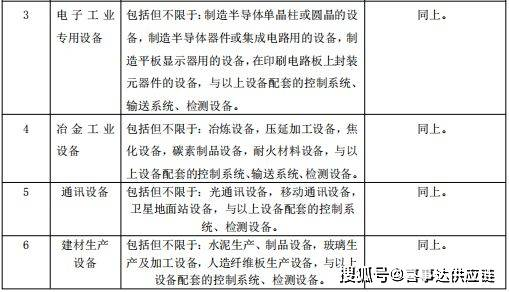 3 电子工业 包括但不限于：制造半导体单晶柱或圆晶的设 同上。
专用设备 备，制造半导体器件或集成电路用的设备，制
造平板显示器用的设备，在印刷电路板上封装
元器件的设备，与以上设备配套的控制系统、
输送系统、检测设备。
4 冶金工业 包括但不限于：冶炼设备，压延加工设备，焦 同上。
设备 化设备，碳素制品设备，耐火材料设备，与以
上设备配套的控制系统、输送系统、检测设备。
5 通讯设备 包括但不限于：光通讯设备，移动通讯设备， 同上。
卫星地面站设备，与以上设备配套的控制系
统、检测设备。
6 建材生产 包括但不限于：水泥生产、制品设备，玻璃生 同上。
设备 产及加工设备，人造纤维板生产设备，与以上
设备配套的控制系统、检测设备。
搜狐号@喜事达供应链